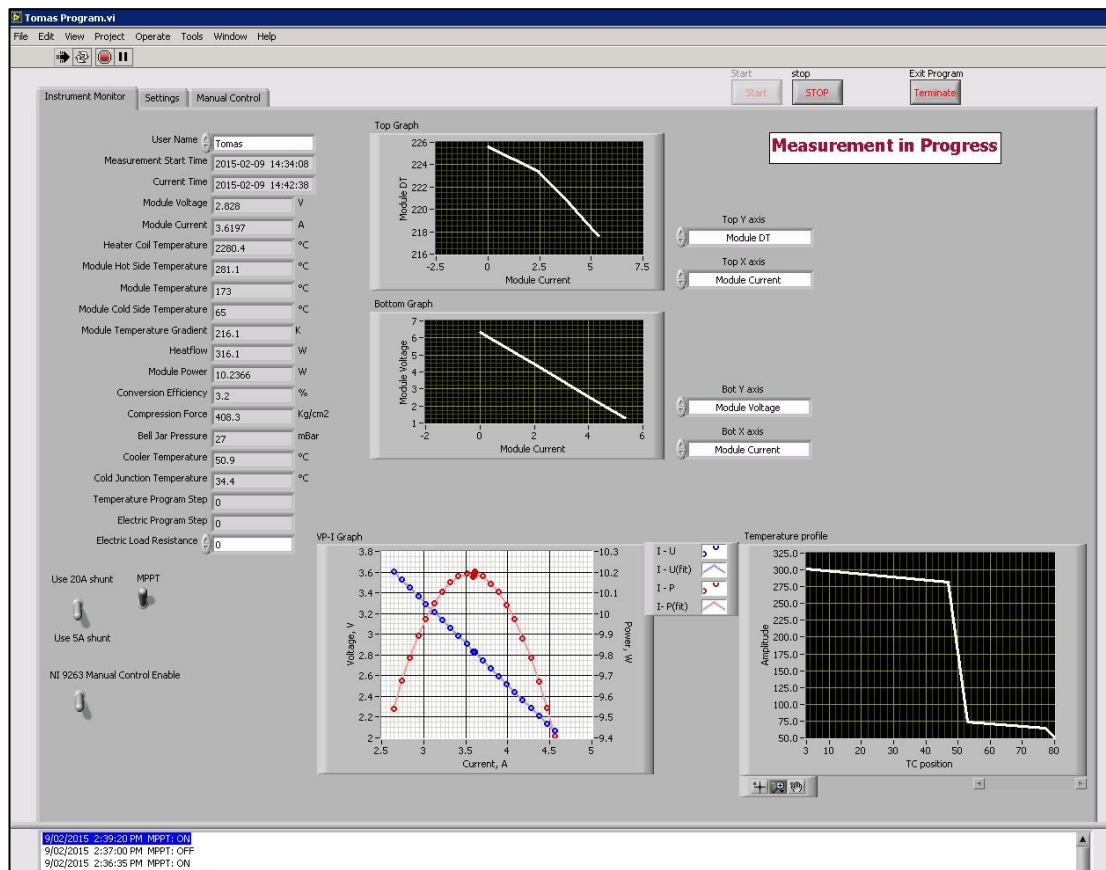 Tomas Program.vi
File Edit View Project Operate Tools Window Help
Start stop Exit Program
Start STOP Terminate
Instrument Monitor Settings Manual Control
Measurement in Progress
User Name Tomas
Measurement Start Time 2015-02-09 14:34:08
Current Time 2015-02-09 14:42:38
Module Voltage 2.828 V
Module Current 3.6197 A
Heater Coil Temperature 2280.4 °C
Module Hot Side Temperature 281.1 °C
Module Temperature 173 °C
Module Cold Side Temperature 65 °C
Module Temperature Gradient 216.1 K
Heatflow 316.1 W
Module Power 10.2366 W
Conversion Efficiency 3.2 %
Compression Force 408.3 Kg/cm2
Bell Jar Pressure 27 mBar
Cooler Temperature 50.9 °C
Cold Junction Temperature 34.4 °C
Temperature Program Step 0
Electric Program Step 0
Electric Load Resistance 0
Use 20A shunt MPPT
Use 5A shunt
NI 9263 Manual Control Enable
Top Graph
Module DT
226
224
222
220
218
216
-2.5 0 2.5 5 7.5
Module Current
Top Y axis
Module DT
Top X axis
Module Current
Bottom Graph
Module Voltage
7
6
5
4
3
2
1
-2 0 2 4 6
Module Current
Bot Y axis
Module Voltage
Bot X axis
Module Current
VP-I Graph
Voltage, V
3.8
3.6
3.4
3.2
3
2.8
2.6
2.4
2.2
2
10.3
10.2
10.1
10
9.9
9.8
9.7
9.6
9.5
9.4
Power, W
2.5 3 3.5 4 4.5 5
Current, A
I - U
I - U(fit)
I - P
I - P(fit)
Temperature profile
Amplitude
325.0
300.0
275.0
250.0
225.0
200.0
175.0
150.0
125.0
100.0
75.0
50.0
3 10 20 30 40 50 60 70 80
TC position
9/02/2015 2:39:20 PM MPPT: ON
9/02/2015 2:37:00 PM MPPT: OFF
9/02/2015 2:36:35 PM MPPT: ON